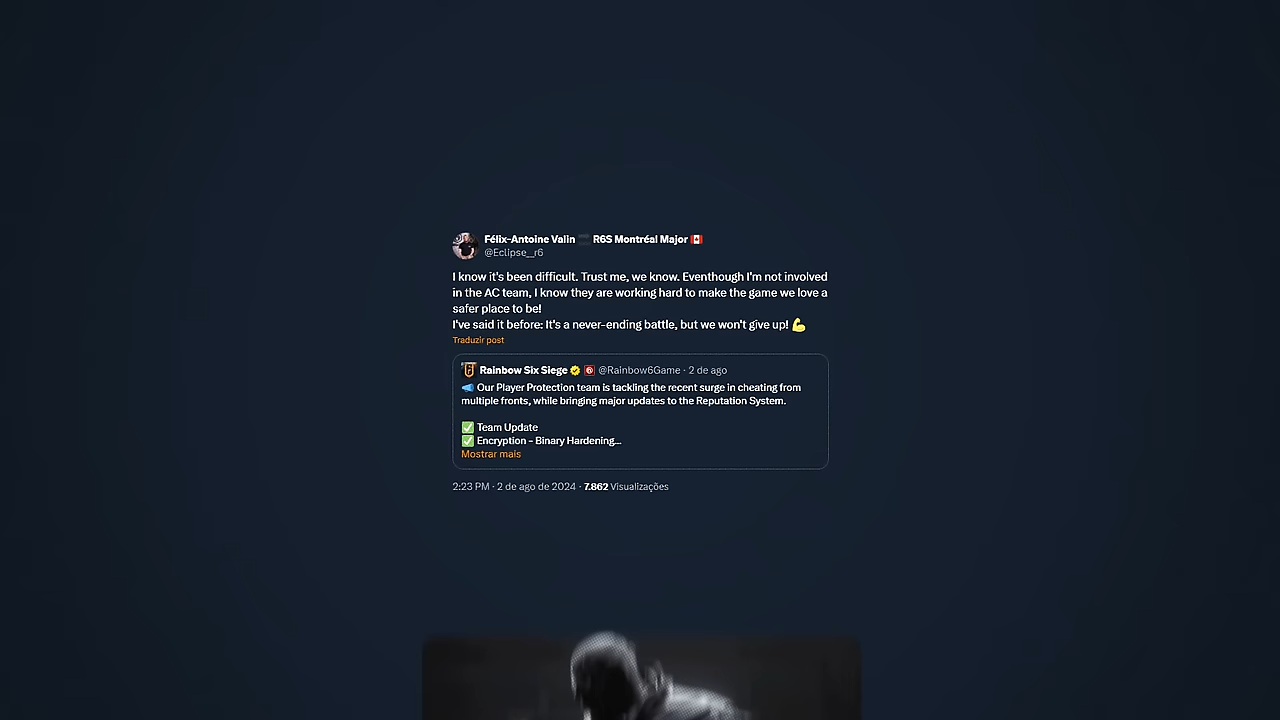 Félix-Antoine Valin R6S Montréal Major 🇨🇦
@Eclipse__r6
I know it's been difficult. Trust me, we know. Eventhough I'm not involved
in the AC team, I know they are working hard to make the game we love a
safer place to be!
I've said it before: It's a never-ending battle, but we won't give up! 💪
Traduzir post
Rainbow Six Siege @Rainbow6Game · 2 de ago
📣 Our Player Protection team is tackling the recent surge in cheating from
multiple fronts, while bringing major updates to the Reputation System.
✅ Team Update
✅ Encryption - Binary Hardening...
Mostrar mais
2:23 PM · 2 de ago de 2024 · 7.862 Visualizações